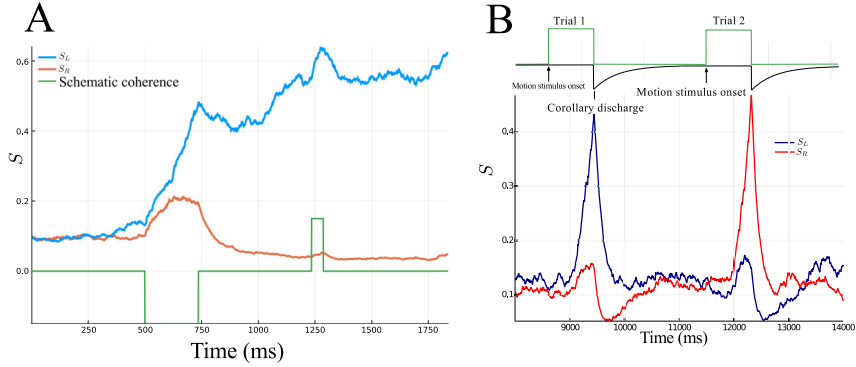 A
S_L
S_R
Schematic coherence
0.6
0.4
0.2
0.0
S
250
500
750
1000
1250
1500
1750
Time (ms)
B
Trial 1
Trial 2
Motion stimulus onset
Motion stimulus onset
Corollary discharge
S_L
S_R
0.4
0.3
0.2
0.1
S
9000
10000
11000
12000
13000
14000
Time (ms)